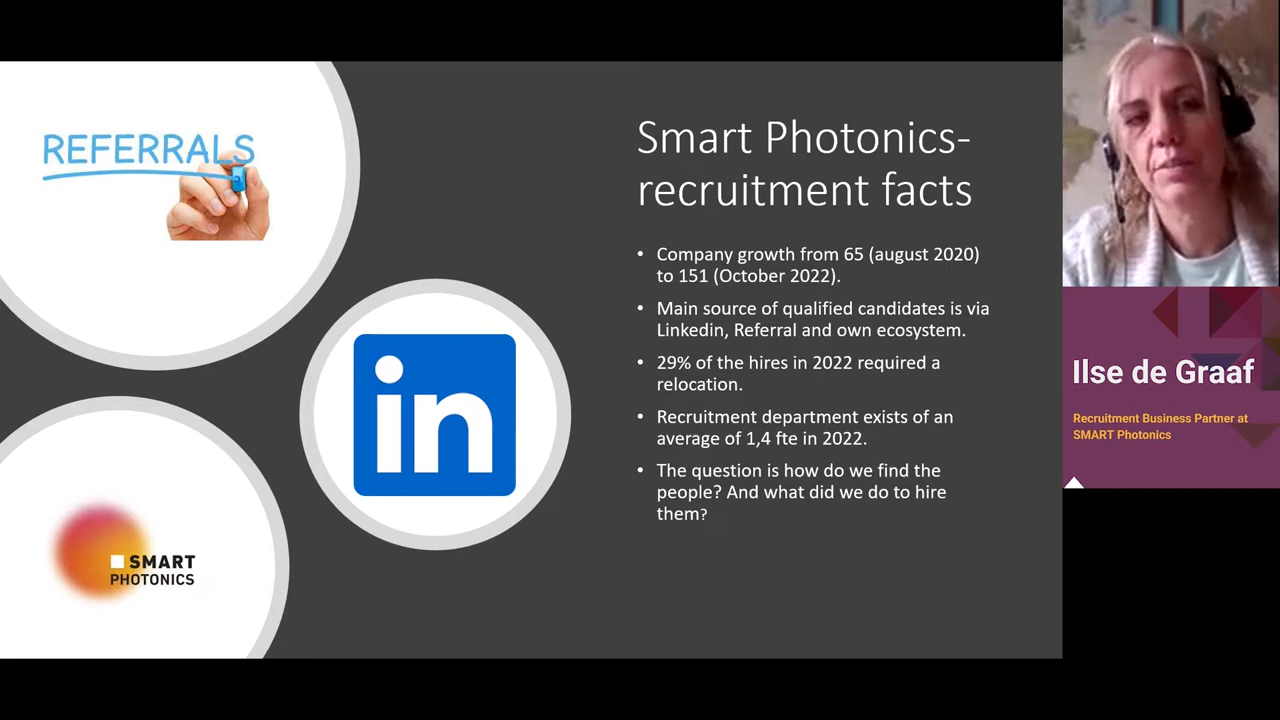 REFERRALS
in
SMART
PHOTONICS
Smart Photonics-
recruitment facts
• Company growth from 65 (august 2020)
to 151 (October 2022).
• Main source of qualified candidates is via
Linkedin, Referral and own ecosystem.
• 29% of the hires in 2022 required a
relocation.
• Recruitment department exists of an
average of 1,4 fte in 2022.
• The question is how do we find the
people? And what did we do to hire
them?
Ilse de Graaf
Recruitment Business Partner at
SMART Photonics